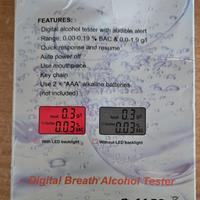 FEATURES:
- Digital alcohol tester with audible alert
- Range: 0.00-0.19 % BAC & 0.0-1.9 g/l
- Quick response and resume
- Auto power off
- Use mouthpiece
- Key chain
- Use 2 x "AAA" alkaline batteries
(not included)
0.3 g/l
0.03 % BAC
0.3 g/l
0.03 % BAC
With LED backlight
Without LED backlight
Digital Breath Alcohol Tester